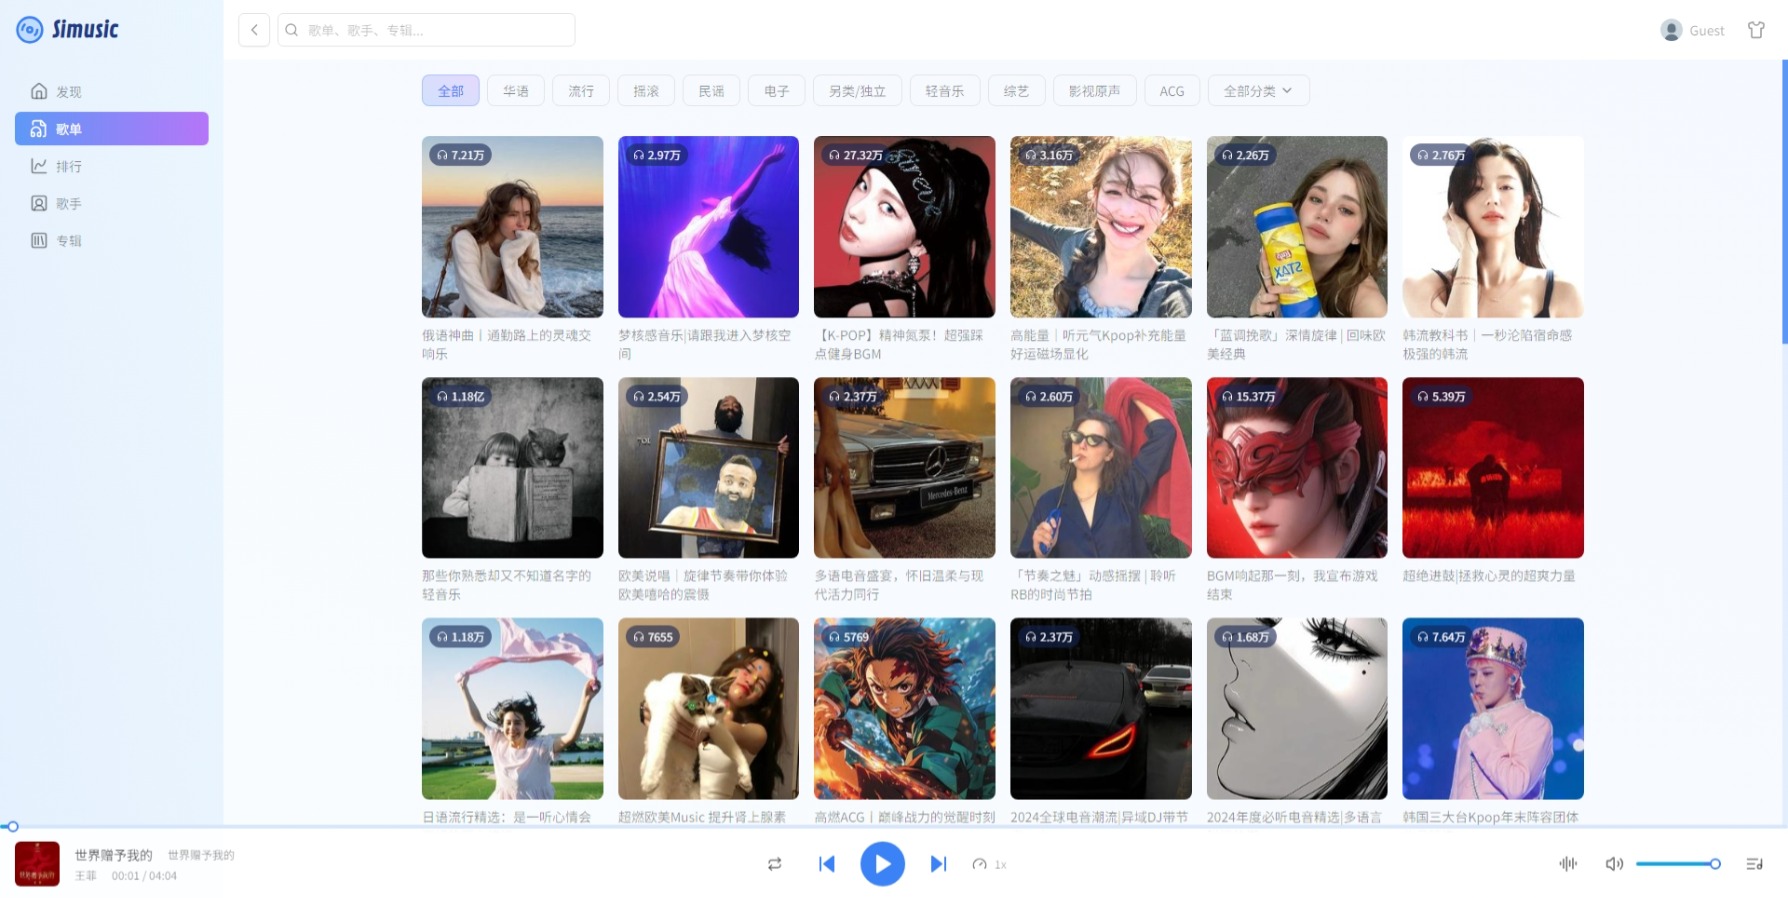 Simusic
歌单、歌手、专辑...
Guest
发现
歌单
排行
歌手
专辑
全部
华语
流行
摇滚
民谣
电子
另类/独立
轻音乐
综艺
影视原声
ACG
全部分类
7.21万
2.97万
27.32万
3.16万
2.26万
2.76万
俄语神曲丨通勤路上的灵魂交
响乐
梦核感音乐|请跟我进入梦核空
间
【K-POP】精神氮泵！超强踩
点健身BGM
高能量｜听元气Kpop补充能量
好运磁场显化
「蓝调挽歌」深情旋律 | 回味欧
美经典
韩流教科书｜一秒沦陷宿命感
极强的韩流
1.18亿
2.54万
2.37万
2.60万
15.37万
5.39万
Mercedes-Benz
那些你熟悉却又不知道名字的
轻音乐
欧美说唱｜旋律节奏带你体验
欧美嘻哈的震慑
多语电音盛宴，怀旧温柔与现
代活力同行
「节奏之魅」动感摇摆 | 聆听
RB的时尚节拍
BGM响起那一刻，我宣布游戏
结束
超绝进鼓|拯救心灵的超爽力量
1.18万
7655
5769
2.37万
1.68万
7.64万
日语流行精选：是一听心情会
超燃欧美Music 提升肾上腺素
高燃ACG丨巅峰战力的觉醒时刻
2024全球电音潮流|异域DJ带节
2024年度必听电音精选|多语言
韩国三大台Kpop年末阵容团体
世界赠予我的 世界赠予我的
王菲 00:01 / 04:04
1x